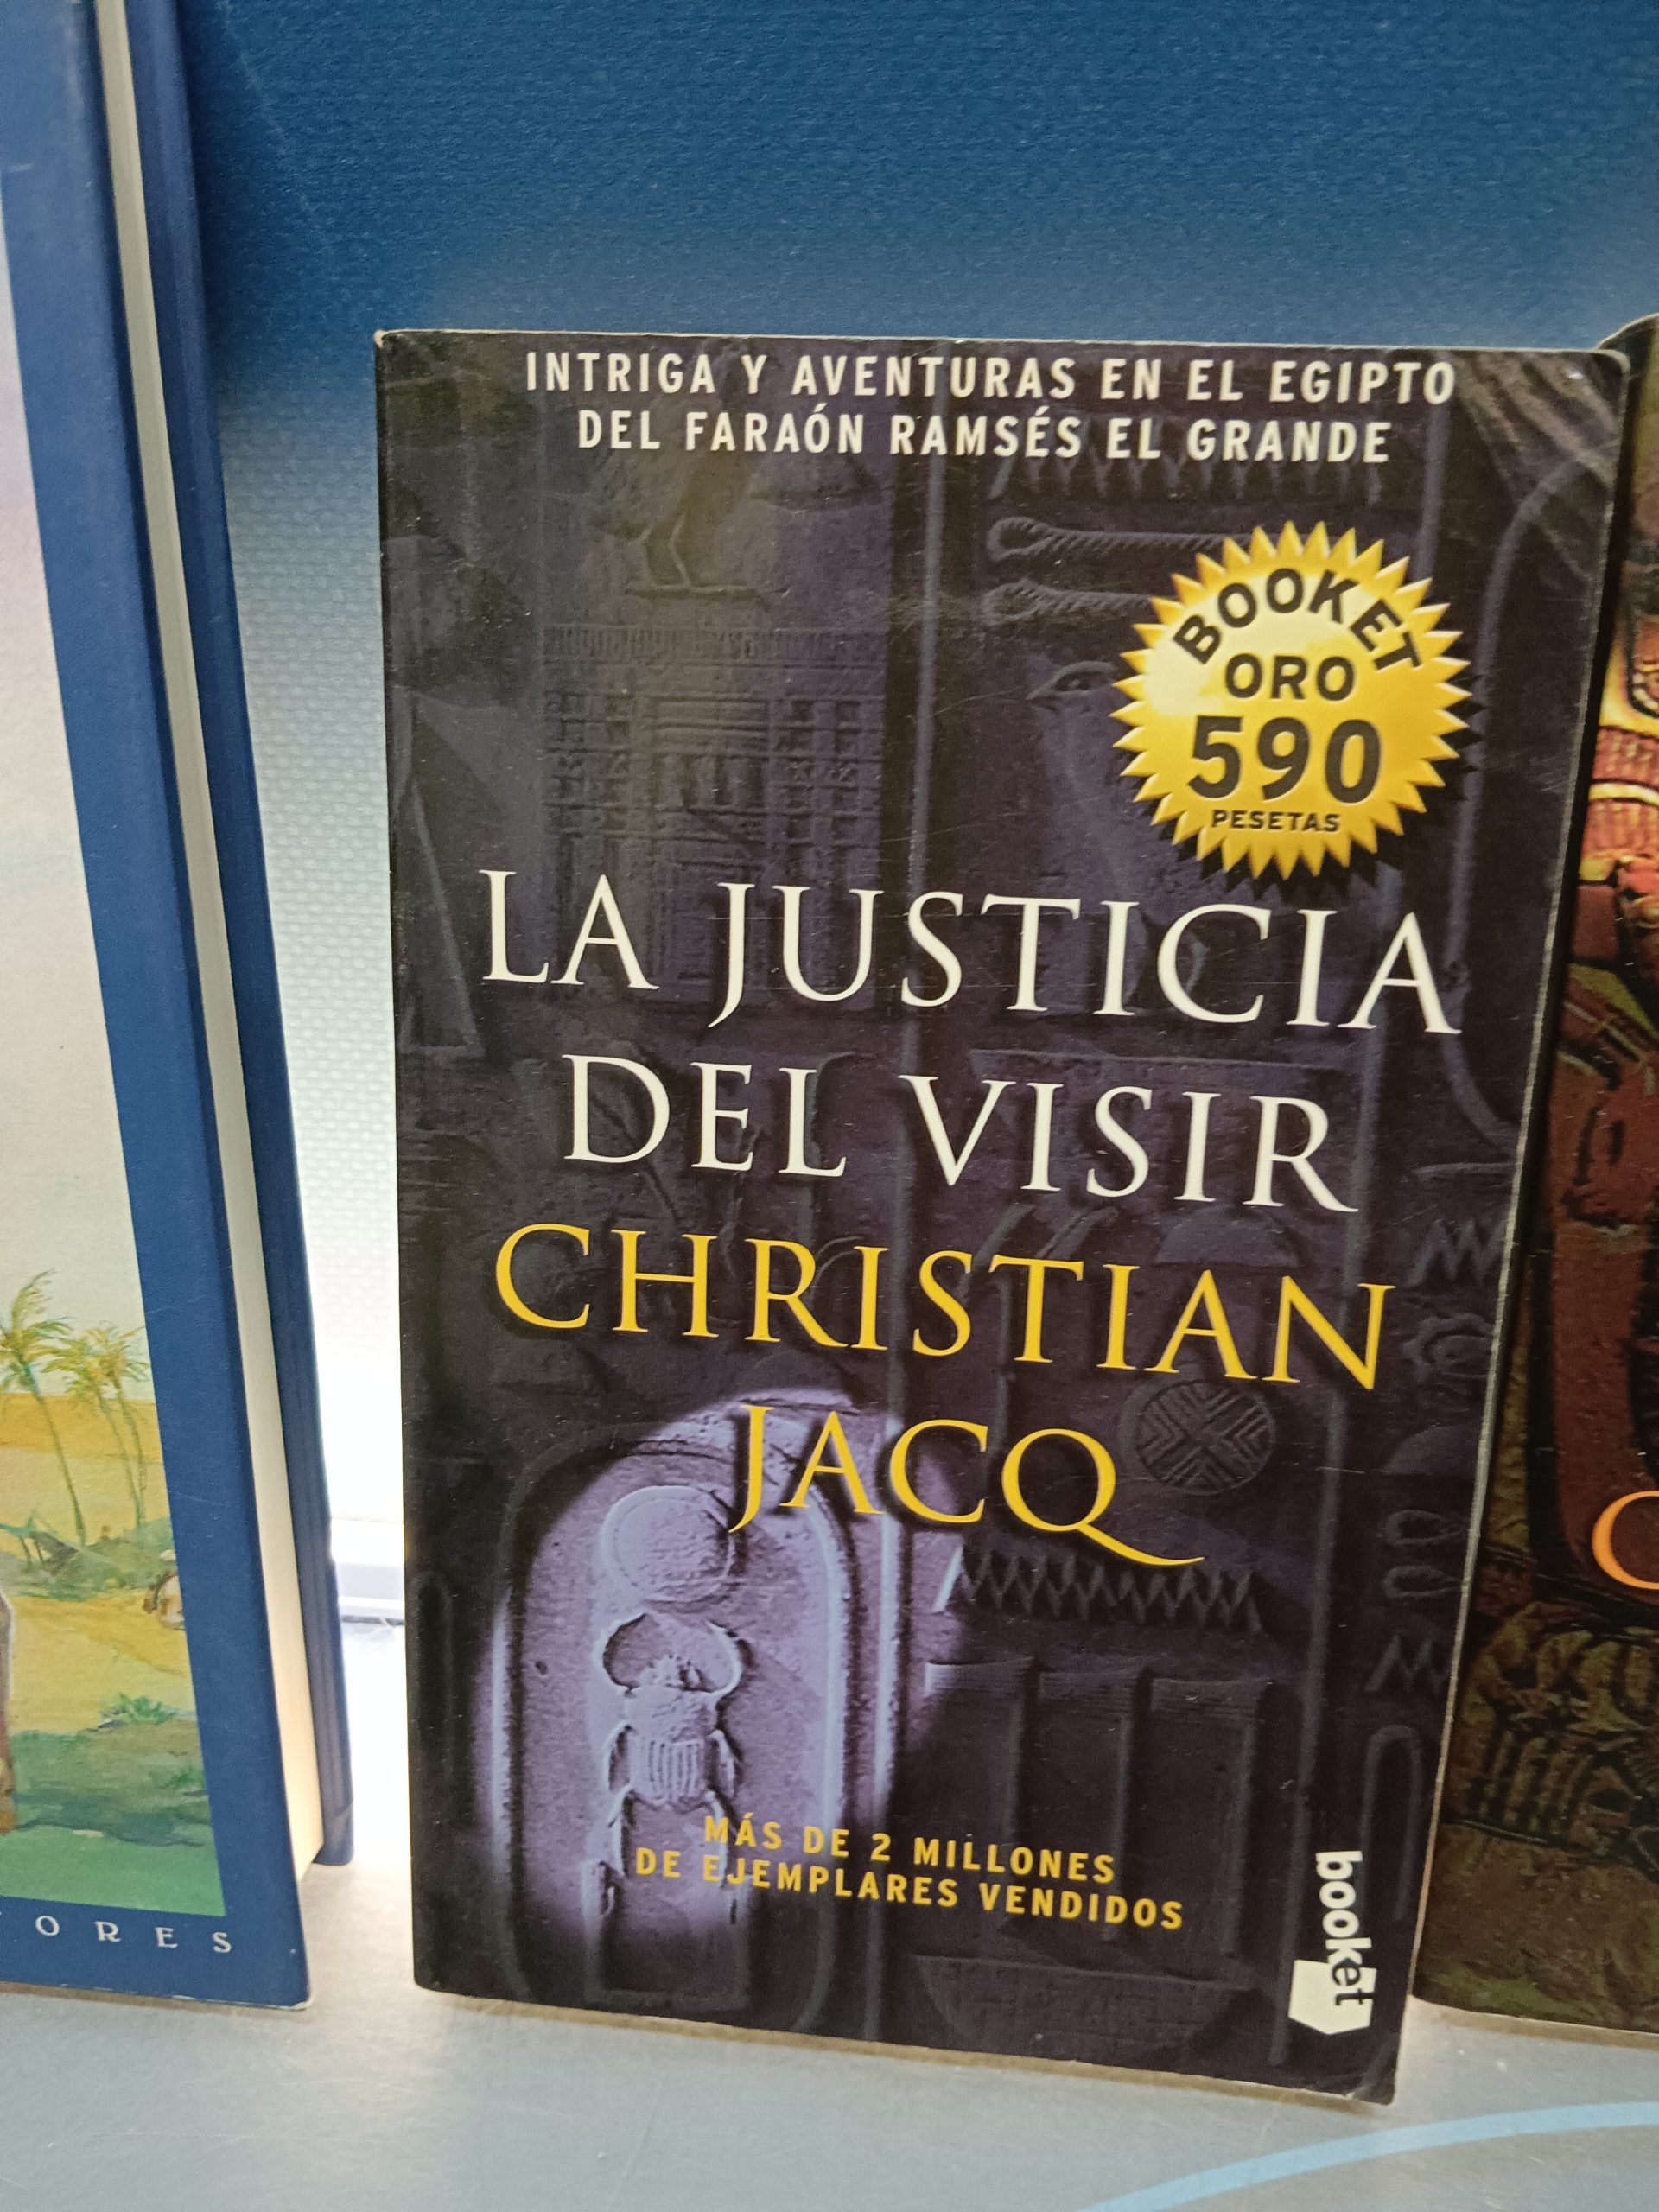 INTRIGA Y AVENTURAS EN EL EGIPTO
DEL FARAÓN RAMSÉS EL GRANDE
BOOKET
ORO
590
PESETAS
LA JUSTICIA
DEL VISIR
CHRISTIAN
JACQ
MÁS DE 2 MILLONES
DE EJEMPLARES VENDIDOS
booket
ORES
C